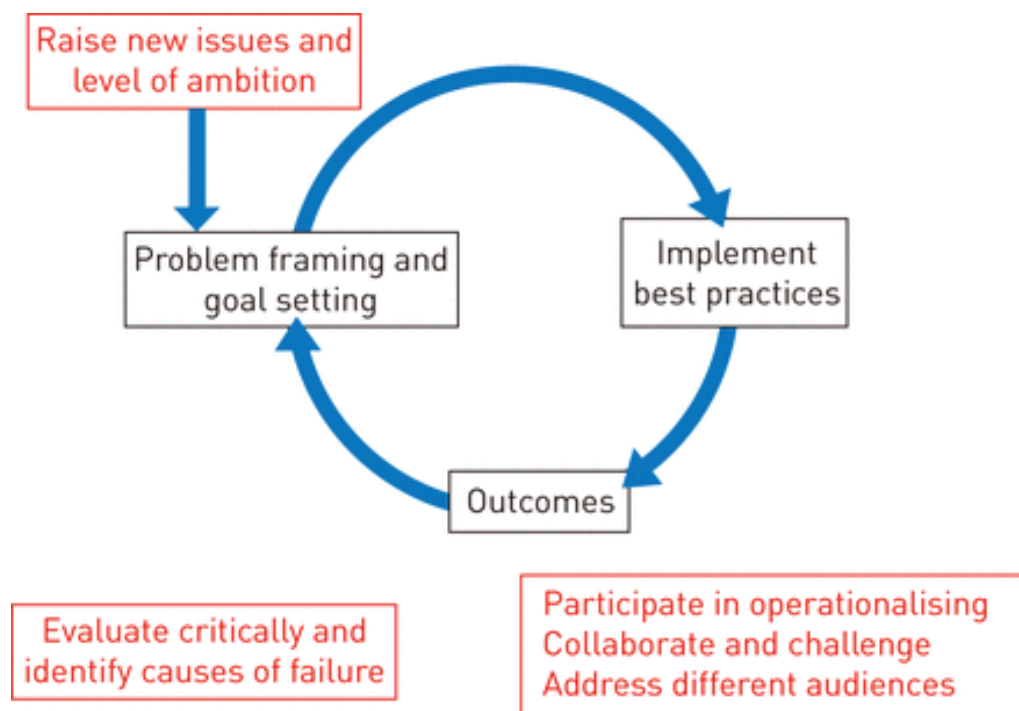 Raise new issues and
level of ambition
Problem framing and
goal setting
Implement
best practices
Outcomes
Evaluate critically and
identify causes of failure
Participate in operationalising
Collaborate and challenge
Address different audiences